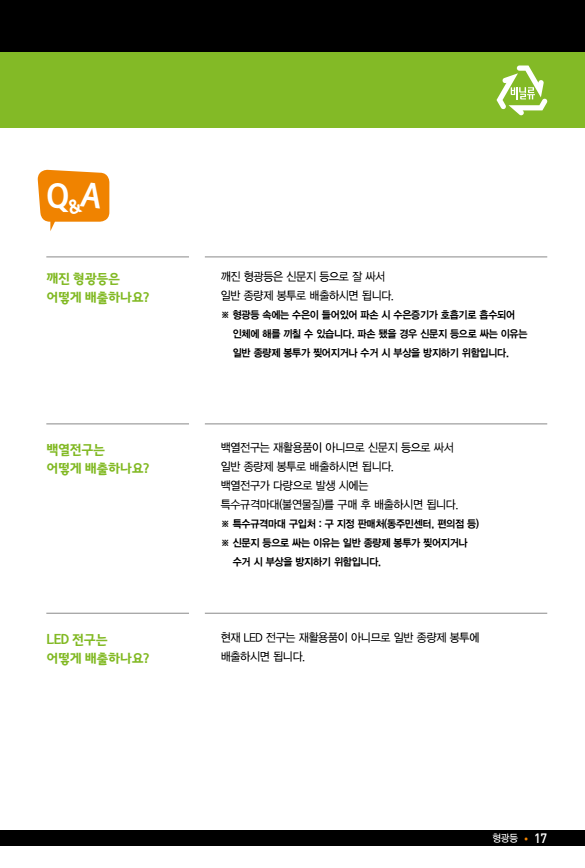 비닐류
Q&A
깨진 형광등은
어떻게 배출하나요?
깨진 형광등은 신문지 등으로 잘 싸서
일반 종량제 봉투로 배출하시면 됩니다.
※ 형광등 속에는 수은이 들어있어 파손 시 수은증기가 호흡기로 흡수되어
인체에 해를 끼칠 수 있습니다. 파손 됐을 경우 신문지 등으로 싸는 이유는
일반 종량제 봉투가 찢어지거나 수거 시 부상을 방지하기 위함입니다.
백열전구는
어떻게 배출하나요?
백열전구는 재활용품이 아니므로 신문지 등으로 싸서
일반 종량제 봉투로 배출하시면 됩니다.
백열전구가 다량으로 발생 시에는
특수규격마대(불연물질)를 구매 후 배출하시면 됩니다.
※ 특수규격마대 구입처 : 구 지정 판매처(동주민센터, 편의점 등)
※ 신문지 등으로 싸는 이유는 일반 종량제 봉투가 찢어지거나
수거 시 부상을 방지하기 위함입니다.
LED 전구는
어떻게 배출하나요?
현재 LED 전구는 재활용품이 아니므로 일반 종량제 봉투에
배출하시면 됩니다.
형광등 • 17